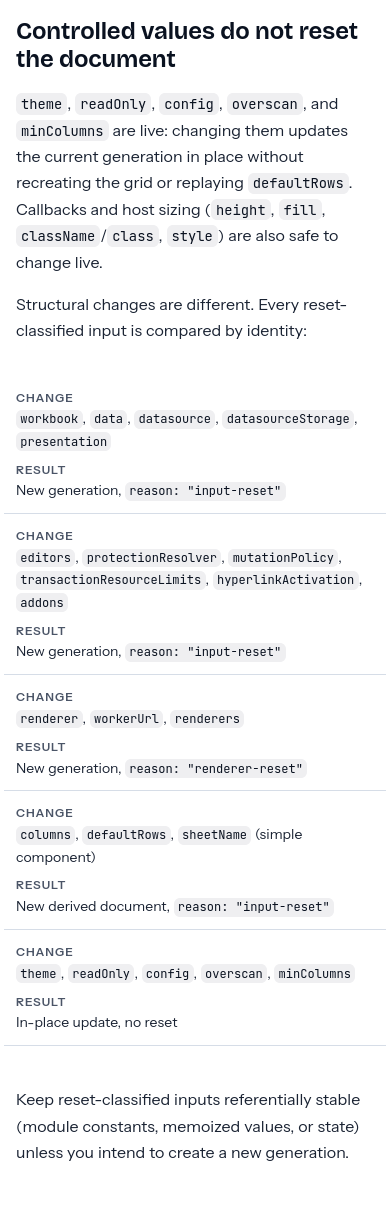 Controlled values do not reset
the document
theme, readOnly, config, overscan, and
minColumns are live: changing them updates
the current generation in place without
recreating the grid or replaying defaultRows.
Callbacks and host sizing (height, fill,
className/class, style) are also safe to
change live.
Structural changes are different. Every reset-
classified input is compared by identity:
CHANGE
workbook, data, datasource, datasourceStorage,
presentation
RESULT
New generation, reason: "input-reset"
CHANGE
editors, protectionResolver, mutationPolicy,
transactionResourceLimits, hyperlinkActivation,
addons
RESULT
New generation, reason: "input-reset"
CHANGE
renderer, workerUrl, renderers
RESULT
New generation, reason: "renderer-reset"
CHANGE
columns, defaultRows, sheetName (simple
component)
RESULT
New derived document, reason: "input-reset"
CHANGE
theme, readOnly, config, overscan, minColumns
RESULT
In-place update, no reset
Keep reset-classified inputs referentially stable
(module constants, memoized values, or state)
unless you intend to create a new generation.